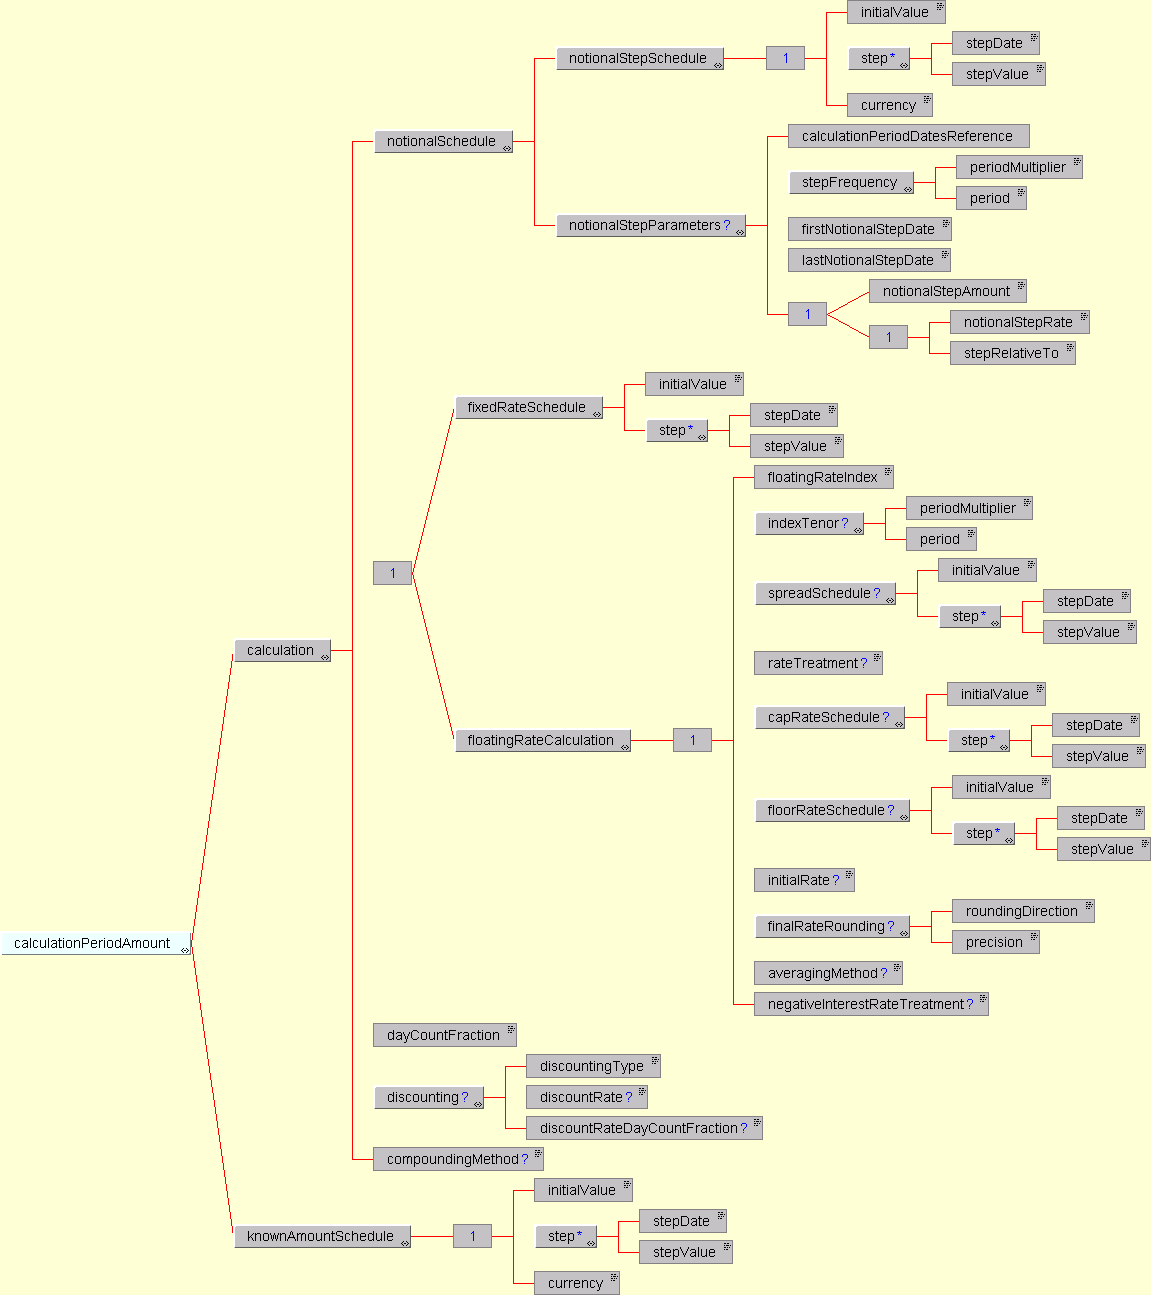 initialValue
stepDate
notionalStepSchedule 1 step*
stepValue
currency
calculationPeriodDatesReference
notionalSchedule
periodMultiplier
stepFrequency
period
notionalStepParameters?
firstNotionalStepDate
lastNotionalStepDate
notionalStepAmount
1
notionalStepRate
1
stepRelativeTo
initialValue
fixedRateSchedule
stepDate
step*
stepValue
floatingRateIndex
periodMultiplier
indexTenor?
period
initialValue
1
spreadSchedule?
stepDate
step*
stepValue
calculation
rateTreatment?
initialValue
capRateSchedule?
stepDate
floatingRateCalculation 1 step*
stepValue
initialValue
floorRateSchedule?
stepDate
step*
stepValue
initialRate?
roundingDirection
finalRateRounding?
precision
calculationPeriodAmount
averagingMethod?
negativeInterestRateTreatment?
dayCountFraction
discountingType
discounting? discountRate?
discountRateDayCountFraction?
compoundingMethod?
initialValue
stepDate
knownAmountSchedule 1 step*
stepValue
currency